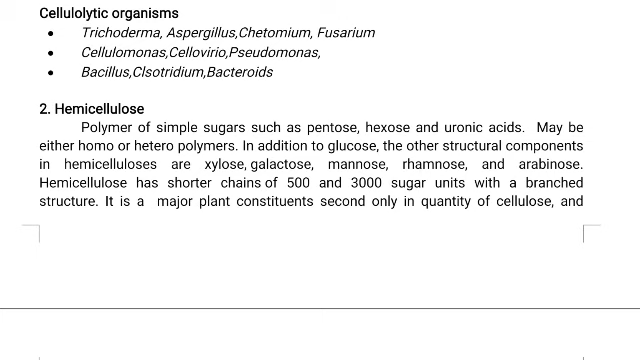 Cellulolytic organisms
• Trichoderma, Aspergillus,Chetomium, Fusarium
• Cellulomonas,Cellovirio,Pseudomonas,
• Bacillus,Clsotridium,Bacteroids
2. Hemicellulose
Polymer of simple sugars such as pentose, hexose and uronic acids. May be
either homo or hetero polymers. In addition to glucose, the other structural components
in hemicelluloses are xylose, galactose, mannose, rhamnose, and arabinose.
Hemicellulose has shorter chains of 500 and 3000 sugar units with a branched
structure. It is a major plant constituents second only in quantity of cellulose, and